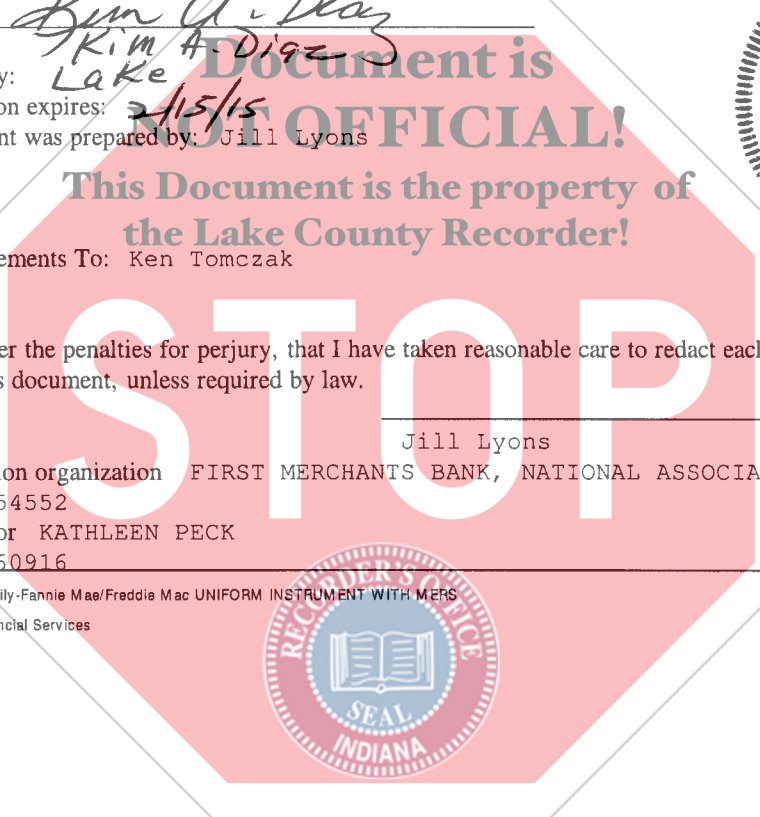 Kim A. Diaz
Kim A. Diaz
y: Lake
on expires: 2/15/15
nt was prepared by: Jill Lyons
Document is
NOT OFFICIAL!
This Document is the property of
the Lake County Recorder!
ements To: Ken Tomczak
STOP
er the penalties for perjury, that I have taken reasonable care to redact each
s document, unless required by law.
Jill Lyons
on organization FIRST MERCHANTS BANK, NATIONAL ASSOCIA
54552
or KATHLEEN PECK
50916
ily-Fannie Mae/Freddie Mac UNIFORM INSTRUMENT WITH MERS
ncial Services
RECORDER'S OFFICE
SEAL
INDIANA